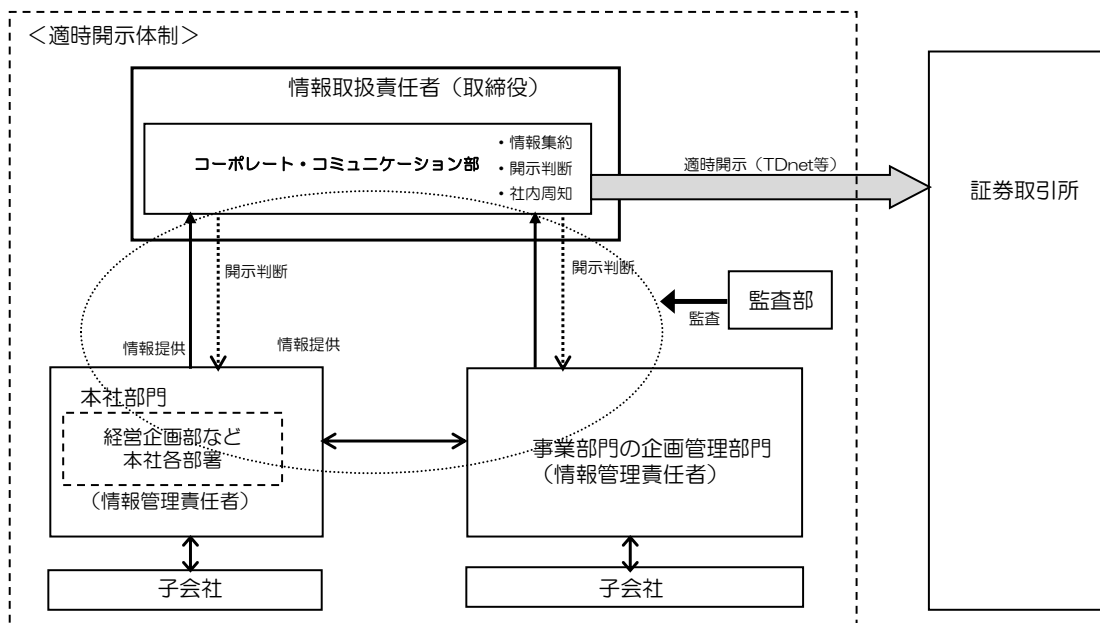 ＜適時開示体制＞
情報取扱責任者（取締役）
コーポレート・コミュニケーション部
・情報集約
・開示判断
・社内周知
適時開示（TDnet等）
証券取引所
開示判断
開示判断
監査部
監査
情報提供
情報提供
本社部門
経営企画部など
本社各部署
（情報管理責任者）
事業部門の企画管理部門
（情報管理責任者）
子会社
子会社